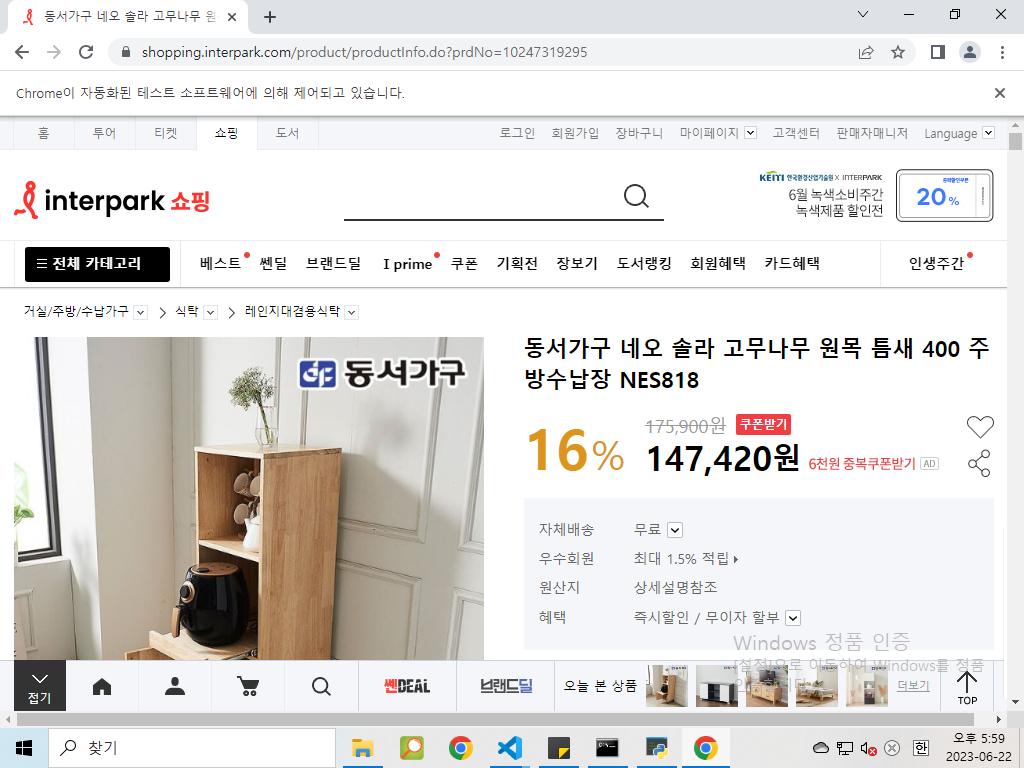 동서가구 네오 솔라 고무나무 원
shopping.interpark.com/product/productInfo.do?prdNo=10247319295
Chrome이 자동화된 테스트 소프트웨어에 의해 제어되고 있습니다.
홈 투어 티켓 쇼핑 도서 로그인 회원가입 장바구니 마이페이지 고객센터 판매자매니저 Language
interpark 쇼핑
KEITI 한국환경산업기술원 X INTERPARK
6월 녹색소비주간
녹색제품 할인전
20%
전체 카테고리 베스트 쎈딜 브랜드딜 I prime 쿠폰 기획전 장보기 도서랭킹 회원혜택 카드혜택 인생주간
거실/주방/수납가구 > 식탁 > 레인지대겸용식탁
동서가구
동서가구 네오 솔라 고무나무 원목 틈새 400 주
방수납장 NES818
16%
175,900원 쿠폰받기
147,420원 6천원 중복쿠폰받기 AD
자체배송 무료
우수회원 최대 1.5% 적립
원산지 상세설명참조
혜택 즉시할인 / 무이자 할부
Windows 정품 인증
[설정]으로 이동하여 Windows를 정품
접기 쎈DEAL 브랜드딜 오늘 본 상품 더보기 TOP
찾기
오후 5:59
한
2023-06-22